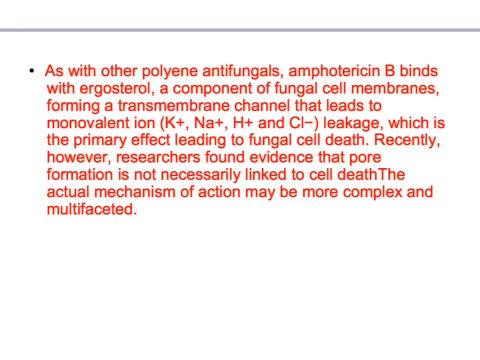 • As with other polyene antifungals, amphotericin B binds
with ergosterol, a component of fungal cell membranes,
forming a transmembrane channel that leads to
monovalent ion (K+, Na+, H+ and Cl−) leakage, which is
the primary effect leading to fungal cell death. Recently,
however, researchers found evidence that pore
formation is not necessarily linked to cell deathThe
actual mechanism of action may be more complex and
multifaceted.